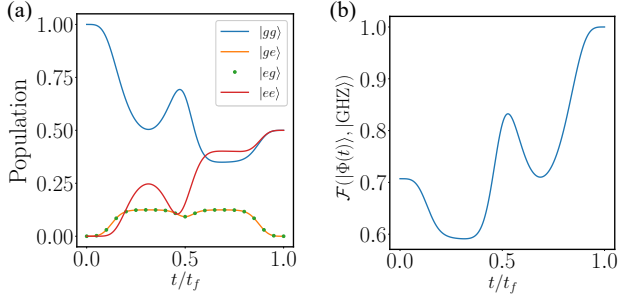 (a)
Population
1.00
0.75
0.50
0.25
0.00
|gg⟩
|ge⟩
|eg⟩
|ee⟩
0.0 0.5 1.0
t/t_f
(b)
ℱ(|Φ(t)⟩, |GHZ⟩)
1.0
0.9
0.8
0.7
0.6
0.0 0.5 1.0
t/t_f